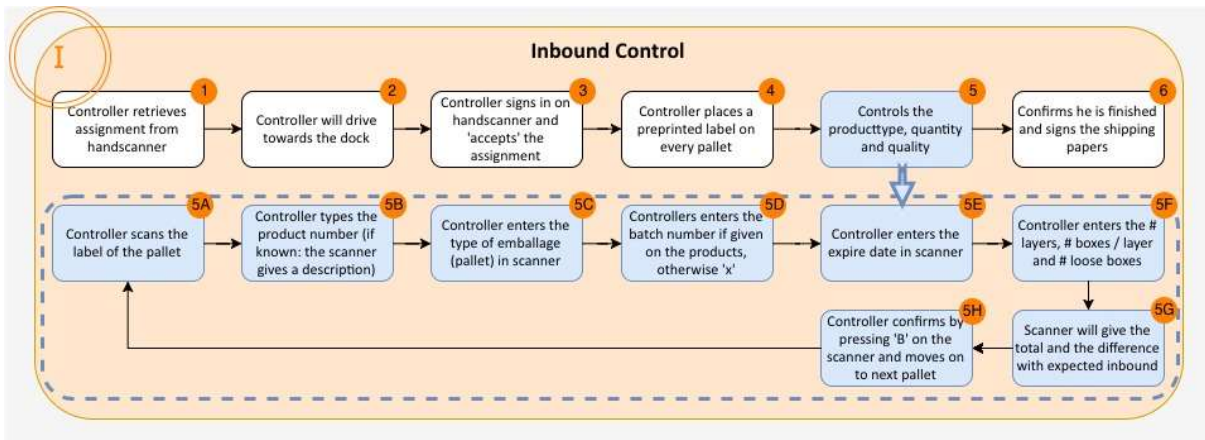 I
Inbound Control
1
Controller retrieves
assignment from
handscanner
2
Controller will drive
towards the dock
3
Controller signs in on
handscanner and
'accepts' the
assignment
4
Controller places a
preprinted label on
every pallet
5
Controls the
producttype, quantity
and quality
6
Confirms he is finished
and signs the shipping
papers
5A
Controller scans the
label of the pallet
5B
Controller types the
product number (if
known: the scanner
gives a description)
5C
Controller enters the
type of emballage
(pallet) in scanner
5D
Controllers enters the
batch number if given
on the products,
otherwise 'x'
5E
Controller enters the
expire date in scanner
5F
Controller enters the #
layers, # boxes / layer
and # loose boxes
5H
Controller confirms by
pressing 'B' on the
scanner and moves on
to next pallet
5G
Scanner will give the
total and the difference
with expected inbound